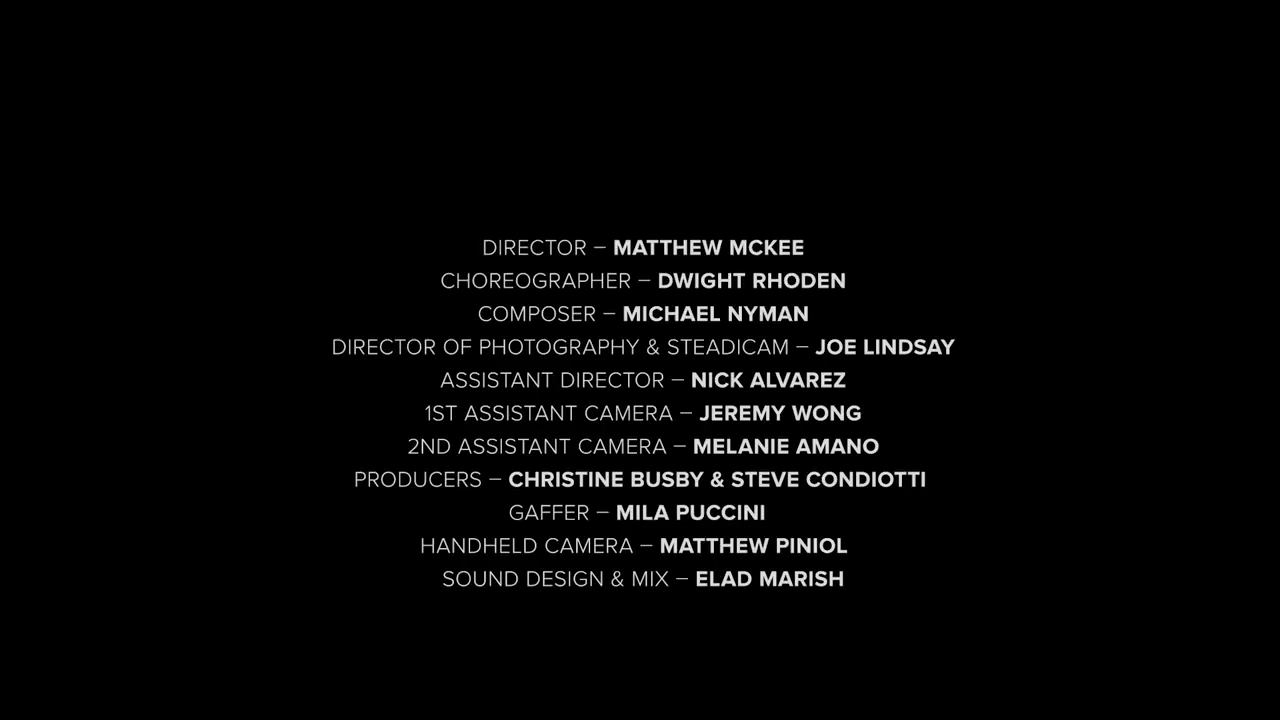 DIRECTOR – MATTHEW MCKEE
CHOREOGRAPHER – DWIGHT RHODEN
COMPOSER – MICHAEL NYMAN
DIRECTOR OF PHOTOGRAPHY & STEADICAM – JOE LINDSAY
ASSISTANT DIRECTOR – NICK ALVAREZ
1ST ASSISTANT CAMERA – JEREMY WONG
2ND ASSISTANT CAMERA – MELANIE AMANO
PRODUCERS – CHRISTINE BUSBY & STEVE CONDIOTTI
GAFFER – MILA PUCCINI
HANDHELD CAMERA – MATTHEW PINIOL
SOUND DESIGN & MIX – ELAD MARISH